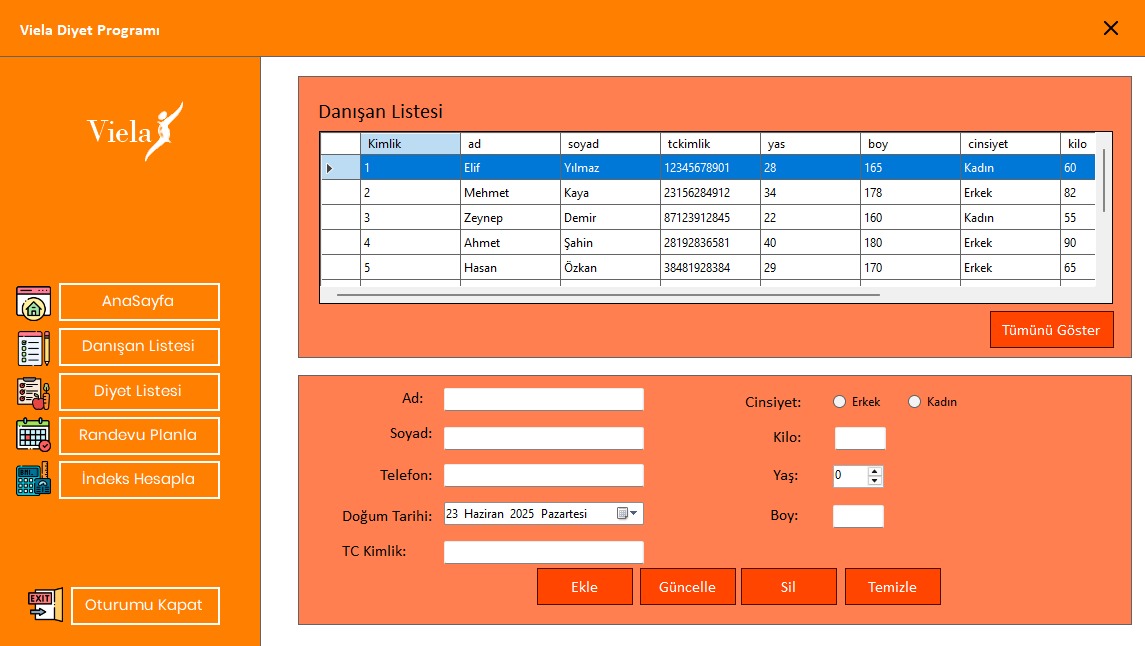 Viela Diyet Programı
Viela
AnaSayfa
Danışan Listesi
Diyet Listesi
Randevu Planla
İndeks Hesapla
EXIT
Oturumu Kapat
Danışan Listesi
Kimlik ad soyad tckimlik yas boy cinsiyet kilo
1 Elif Yılmaz 12345678901 28 165 Kadın 60
2 Mehmet Kaya 23156284912 34 178 Erkek 82
3 Zeynep Demir 87123912845 22 160 Kadın 55
4 Ahmet Şahin 28192836581 40 180 Erkek 90
5 Hasan Özkan 38481928384 29 170 Erkek 65
Tümünü Göster
Ad:
Soyad:
Telefon:
Doğum Tarihi: 23 Haziran 2025 Pazartesi
TC Kimlik:
Cinsiyet: Erkek Kadın
Kilo:
Yaş: 0
Boy:
Ekle Güncelle Sil Temizle